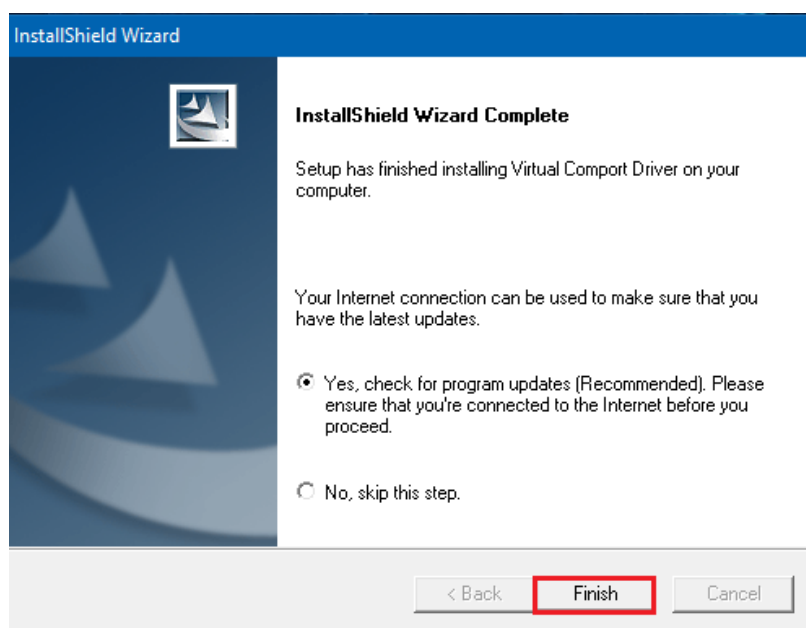 InstallShield Wizard
InstallShield Wizard Complete
Setup has finished installing Virtual Comport Driver on your
computer.
Your Internet connection can be used to make sure that you
have the latest updates.
Yes, check for program updates (Recommended). Please
ensure that you're connected to the Internet before you
proceed.
No, skip this step.
< Back Finish Cancel